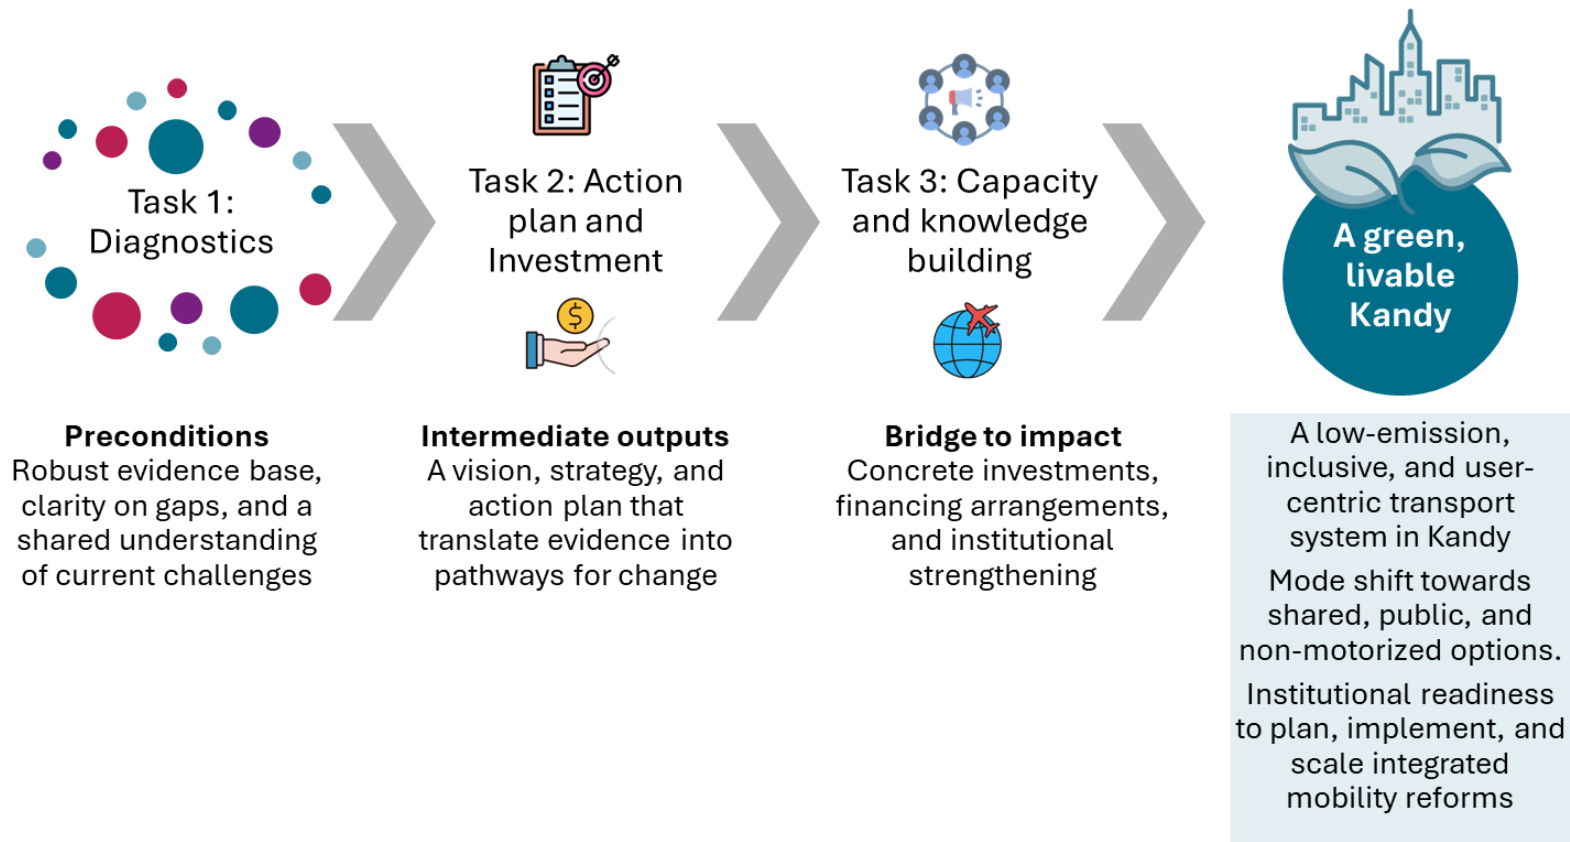 Task 1:
Diagnostics
Task 2: Action
plan and
Investment
$
Task 3: Capacity
and knowledge
building
A green,
livable
Kandy
Preconditions
Robust evidence base,
clarity on gaps, and a
shared understanding
of current challenges
Intermediate outputs
A vision, strategy, and
action plan that
translate evidence into
pathways for change
Bridge to impact
Concrete investments,
financing arrangements,
and institutional
strengthening
A low-emission,
inclusive, and user-
centric transport
system in Kandy
Mode shift towards
shared, public, and
non-motorized options.
Institutional readiness
to plan, implement, and
scale integrated
mobility reforms